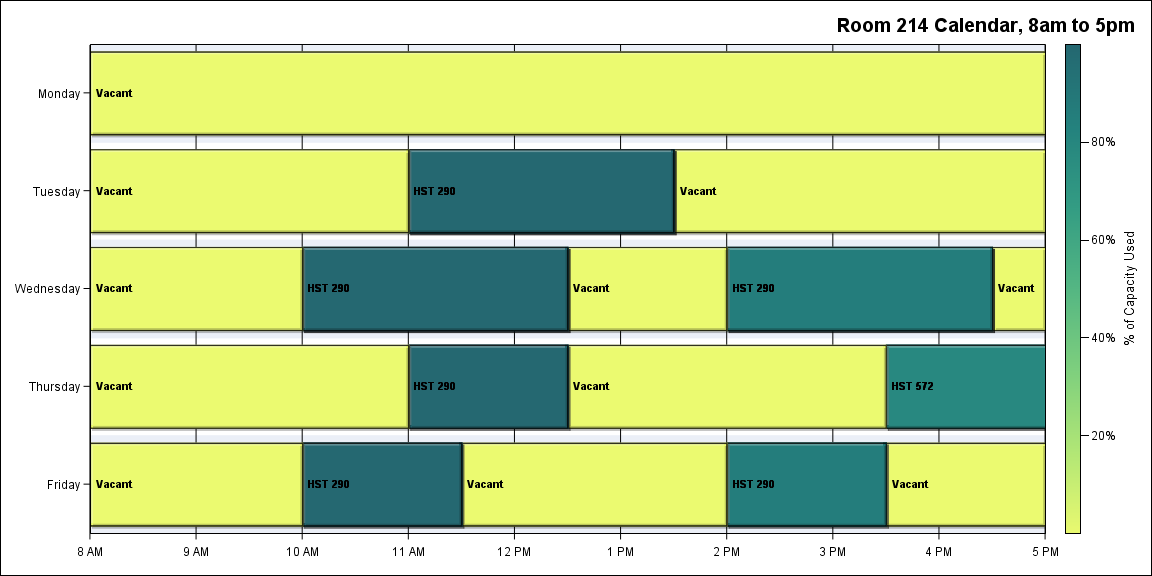 Room 214 Calendar, 8am to 5pm
Monday
Vacant
Tuesday
Vacant
HST 290
Vacant
Wednesday
Vacant
HST 290
Vacant
HST 290
Vacant
Thursday
Vacant
HST 290
Vacant
HST 572
Friday
Vacant
HST 290
Vacant
HST 290
Vacant
8 AM
9 AM
10 AM
11 AM
12 PM
1 PM
2 PM
3 PM
4 PM
5 PM
80%
60%
40%
20%
% of Capacity Used